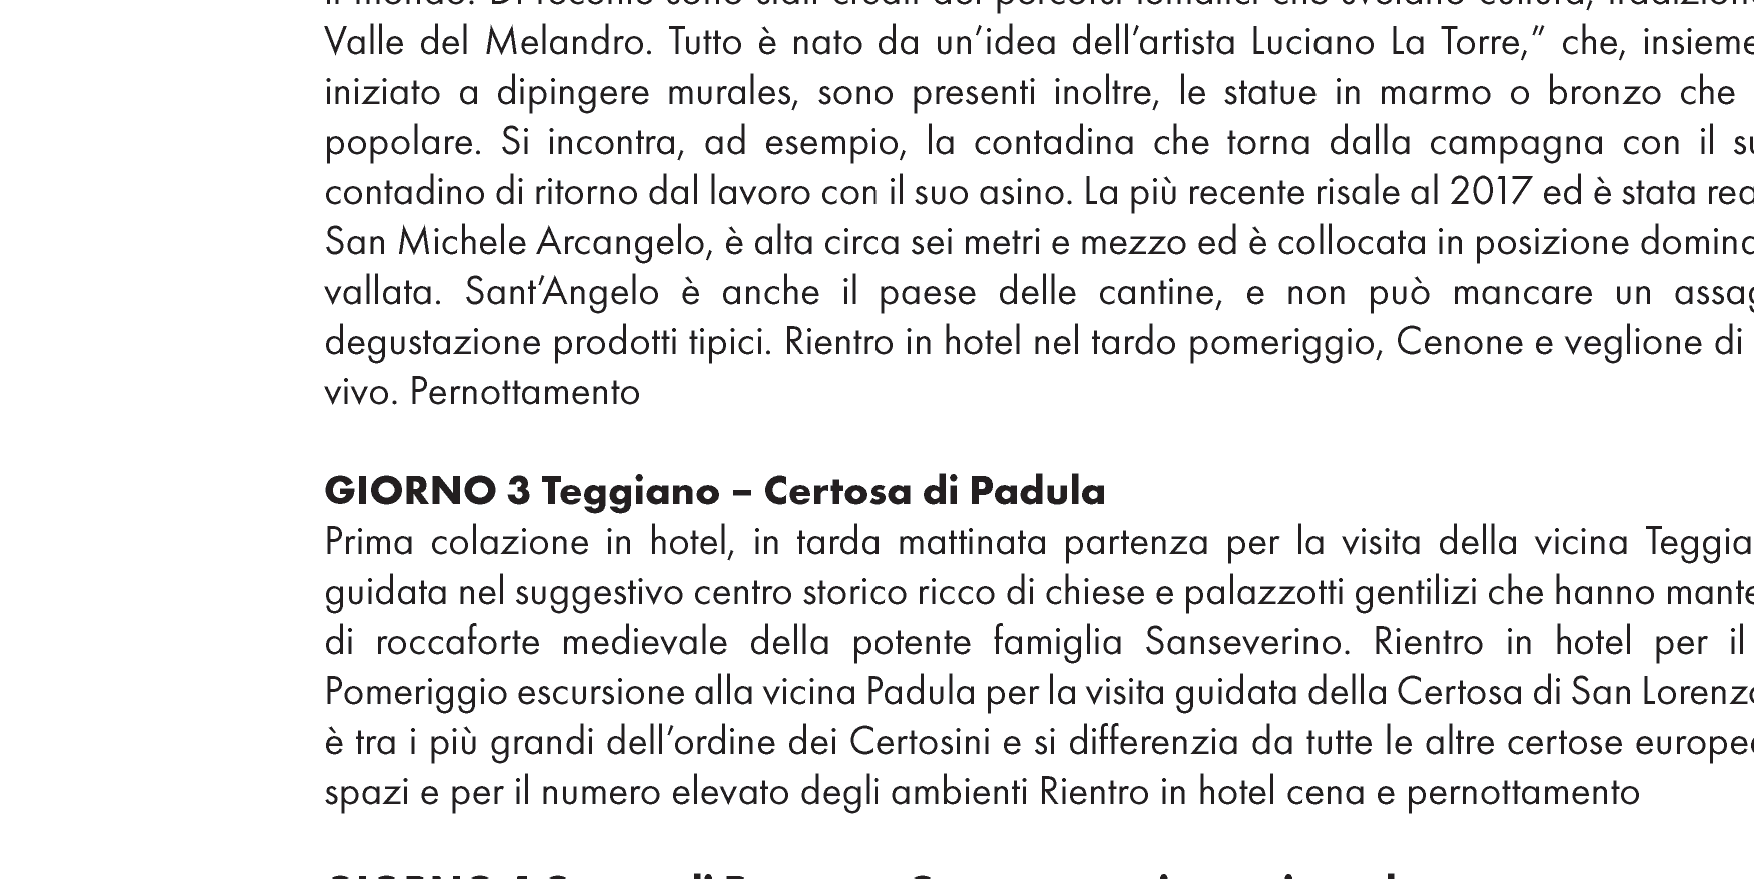 Valle del Melandro. Tutto è nato da un’idea dell’artista Luciano La Torre,” che, insieme
iniziato a dipingere murales, sono presenti inoltre, le statue in marmo o bronzo che
popolare. Si incontra, ad esempio, la contadina che torna dalla campagna con il
contadino di ritorno dal lavoro con il suo asino. La più recente risale al 2017 ed è stata
San Michele Arcangelo, è alta circa sei metri e mezzo ed è collocata in posizione
vallata. Sant’Angelo è anche il paese delle cantine, e non può mancare un
degustazione prodotti tipici. Rientro in hotel nel tardo pomeriggio, Cenone e veglione di
vivo. Pernottamento
GIORNO 3 Teggiano – Certosa di Padula
Prima colazione in hotel, in tarda mattinata partenza per la visita della vicina
guidata nel suggestivo centro storico ricco di chiese e palazzotti gentilizi che hanno
di roccaforte medievale della potente famiglia Sanseverino. Rientro in hotel per il
Pomeriggio escursione alla vicina Padula per la visita guidata della Certosa di San Lorenzo
è tra i più grandi dell’ordine dei Certosini e si differenzia da tutte le altre certose
spazi e per il numero elevato degli ambienti Rientro in hotel cena e pernottamento